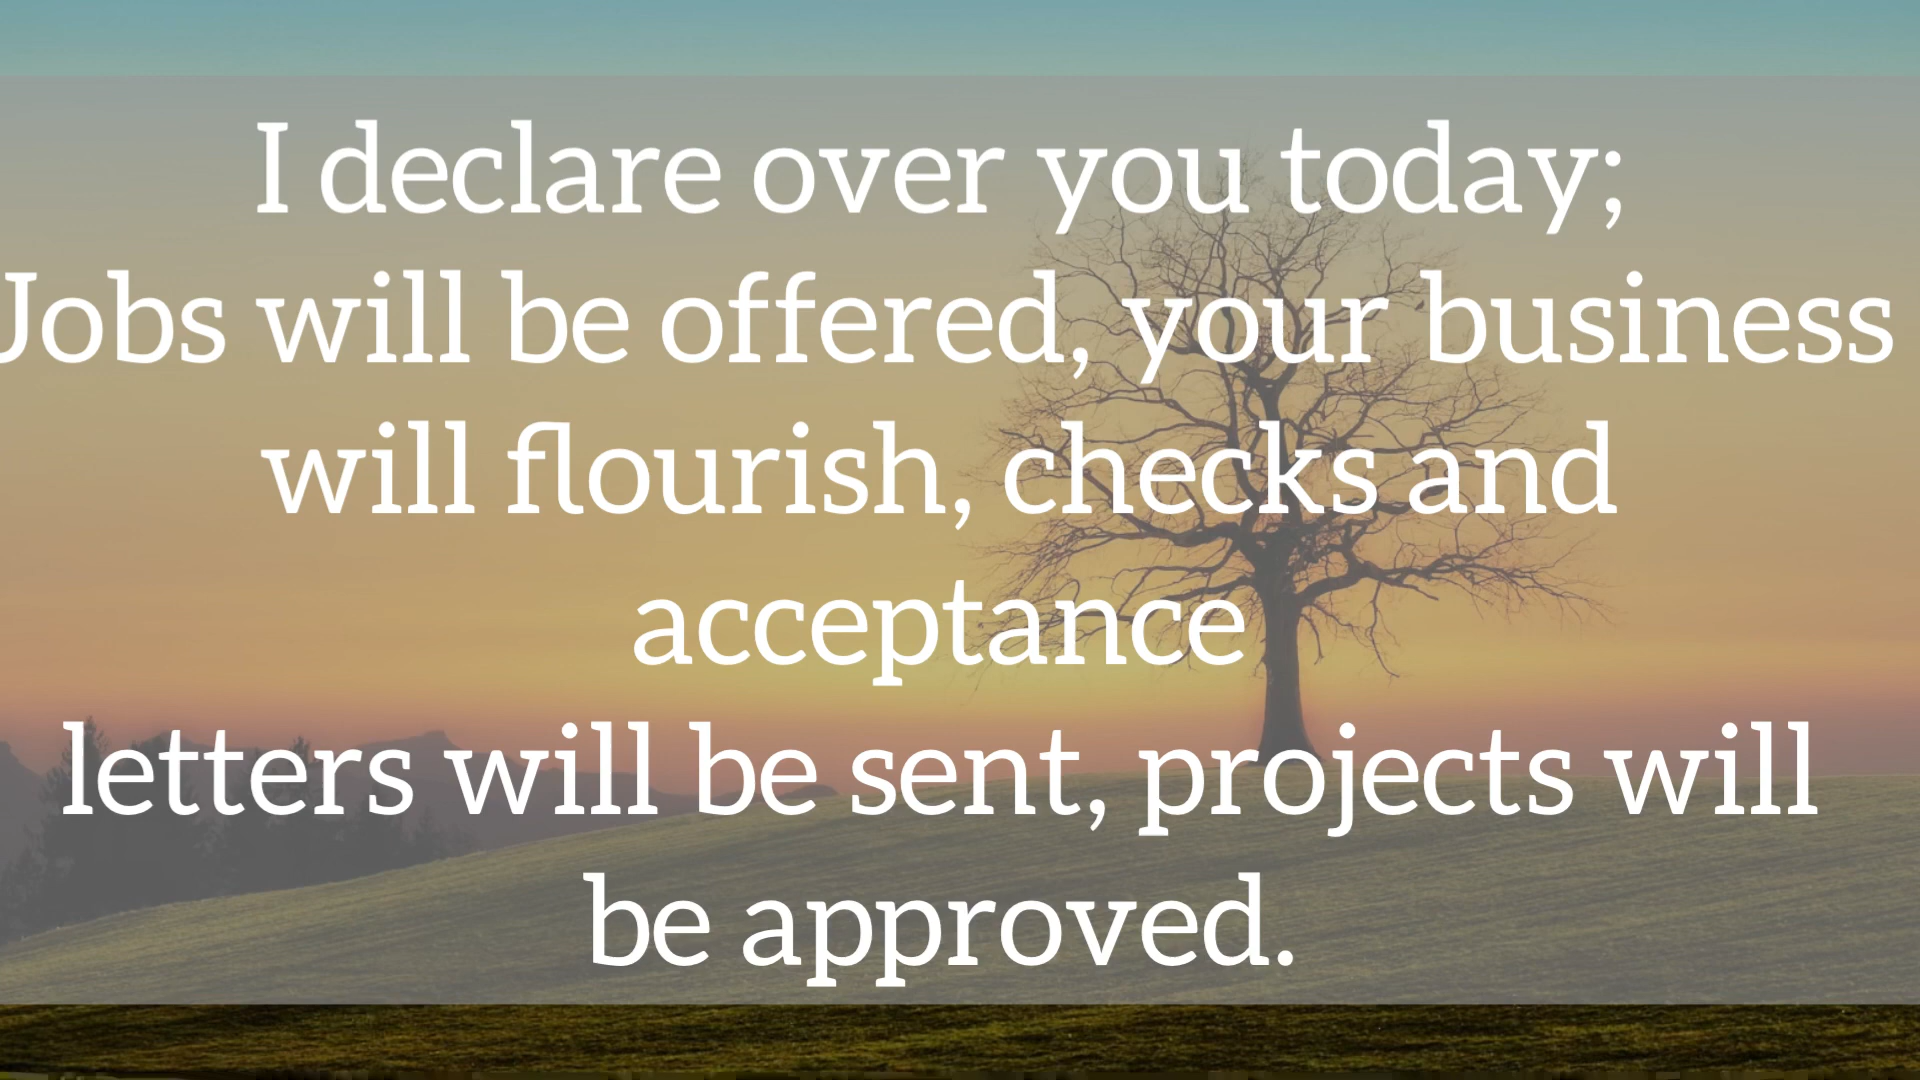 I declare over you today;
Jobs will be offered, your business
will flourish, checks and
acceptance
letters will be sent, projects will
be approved.